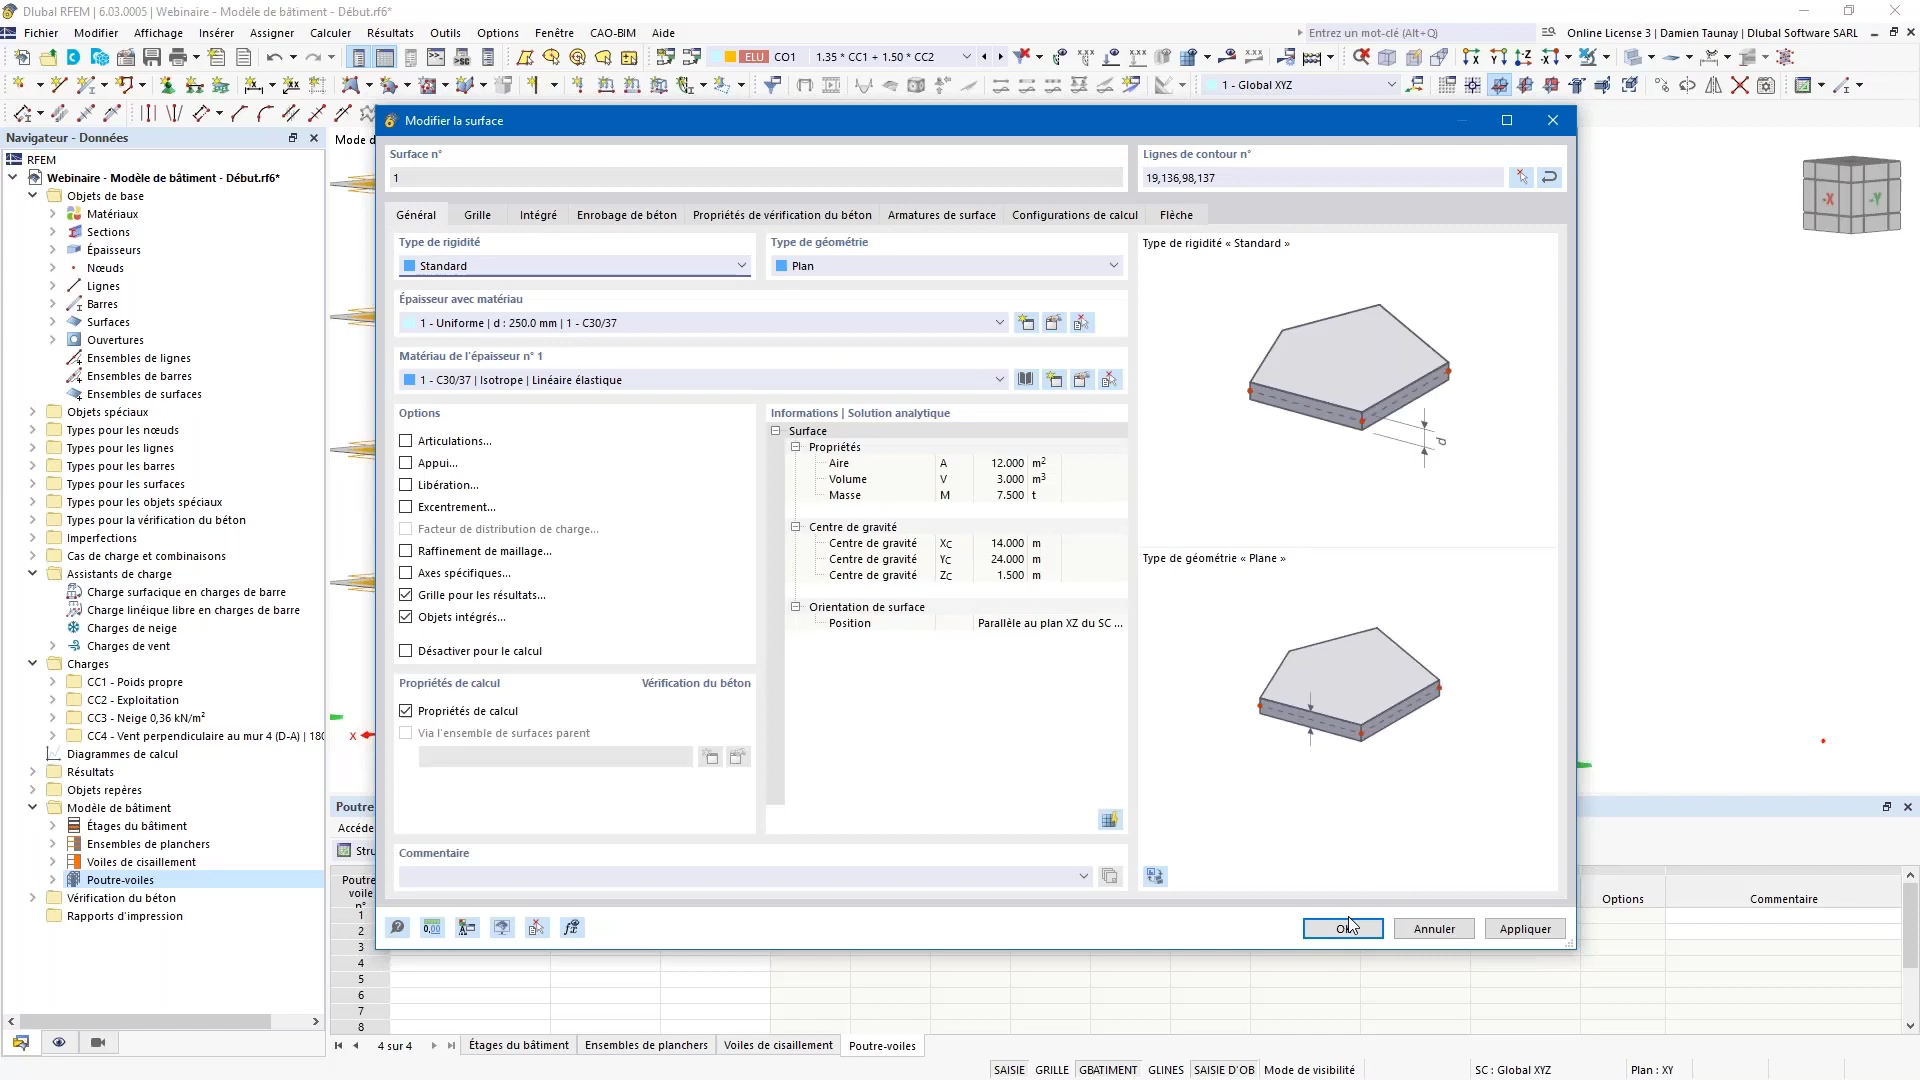 Dlubal RFEM | 6.03.0005 | Webinaire - Modèle de bâtiment - Début.rf6*
Fichier Modifier Affichage Insérer Assigner Calculer Résultats Outils Options Fenêtre CAO-BIM Aide
Entrez un mot-clé (Alt+Q)
Online License 3 | Damien Taunay | Dlubal Software SARL
ELU CO1 1.35 * CC1 + 1.50 * CC2
1 - Global XYZ
Navigateur - Données
RFEM
Webinaire - Modèle de bâtiment - Début.rf6*
Objets de base
Matériaux
Sections
Épaisseurs
Nœuds
Lignes
Barres
Surfaces
Ouvertures
Ensembles de lignes
Ensembles de barres
Ensembles de surfaces
Objets spéciaux
Types pour les nœuds
Types pour les lignes
Types pour les barres
Types pour les surfaces
Types pour les objets spéciaux
Types pour la vérification du béton
Imperfections
Cas de charge et combinaisons
Assistants de charge
Charge surfacique en charges de barre
Charge linéique libre en charges de barre
Charges de neige
Charges de vent
Charges
CC1 - Poids propre
CC2 - Exploitation
CC3 - Neige 0,36 kN/m²
CC4 - Vent perpendiculaire au mur 4 (D-A) | 180
Diagrammes de calcul
Résultats
Objets repères
Modèle de bâtiment
Étages du bâtiment
Ensembles de planchers
Voiles de cisaillement
Poutre-voiles
Vérification du béton
Rapports d'impression
Mode d
X
-X -Y
Modifier la surface
Surface n°
1
Lignes de contour n°
19,136,98,137
Général Grille Intégré Enrobage de béton Propriétés de vérification du béton Armatures de surface Configurations de calcul Flèche
Type de rigidité
Standard
Type de géométrie
Plan
Épaisseur avec matériau
1 - Uniforme | d : 250.0 mm | 1 - C30/37
Matériau de l'épaisseur n° 1
1 - C30/37 | Isotrope | Linéaire élastique
Options
Articulations...
Appui...
Libération...
Excentrement...
Facteur de distribution de charge...
Raffinement de maillage...
Axes spécifiques...
Grille pour les résultats...
Objets intégrés...
Désactiver pour le calcul
Informations | Solution analytique
Surface
Propriétés
Aire A 12.000 m2
Volume V 3.000 m3
Masse M 7.500 t
Centre de gravité
Centre de gravité XC 14.000 m
Centre de gravité YC 24.000 m
Centre de gravité ZC 1.500 m
Orientation de surface
Position Parallèle au plan XZ du SC ...
Propriétés de calcul Vérification du béton
Propriétés de calcul
Via l'ensemble de surfaces parent
Commentaire
Type de rigidité « Standard »
d
Type de géométrie « Plane »
OK Annuler Appliquer
Poutre
Accéde
Stru
Poutre
voile
n°
Options Commentaire
1
2
3
4
5
6
7
8
4 sur 4 Étages du bâtiment Ensembles de planchers Voiles de cisaillement Poutre-voiles
SAISIE GRILLE GBATIMENT GLINES SAISIE D'OB Mode de visibilité SC : Global XYZ Plan : XY